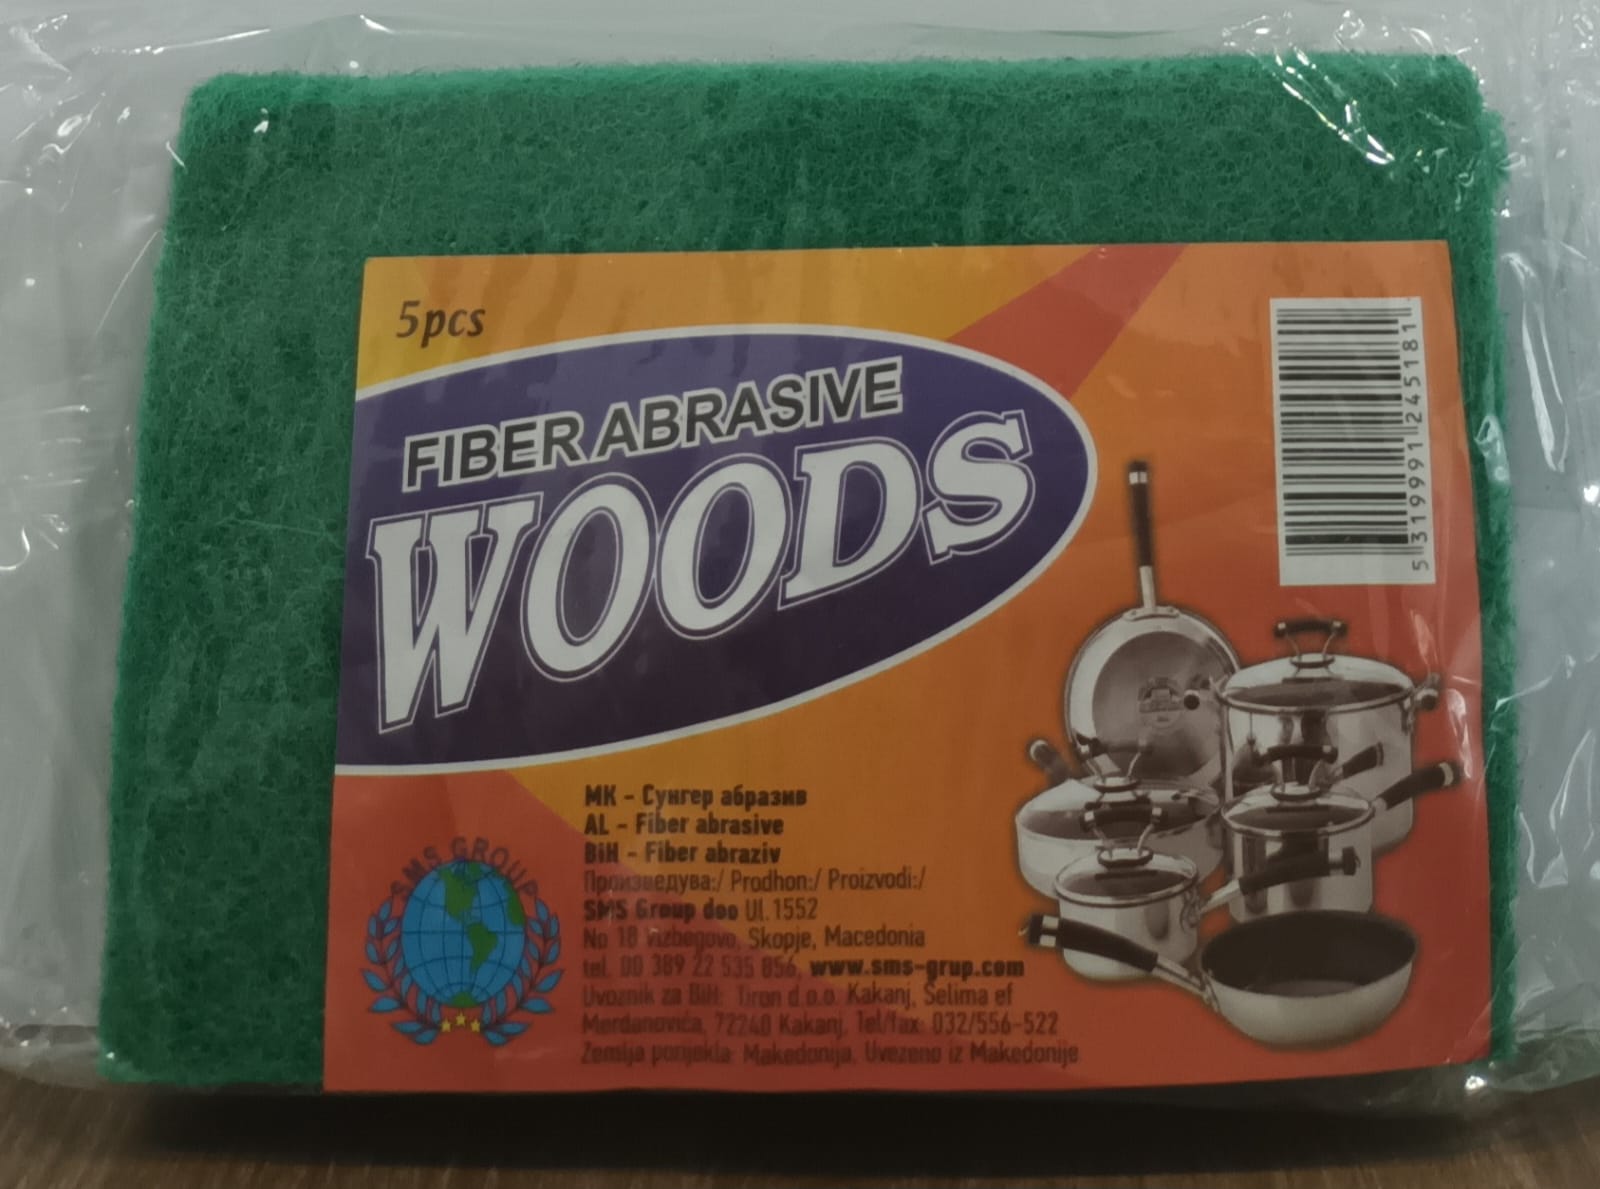 5pcs
FIBER ABRASIVE
WOODS
5 319991 245181
МК - Сунгер абразив
AL - Fiber abrasive
BiH - Fiber abraziv
Произведува:/ Prodhon:/ Proizvodi:/
SMS Group doo Ul.1552
No 18 Vizbegovo, Skopje, Macedonia
tel. 00 389 22 535 856, www.sms-grup.com
Uvoznik za BiH: Tiron d.o.o. Kakanj, Selima ef
Merdanovića, 72240 Kakanj, Tel/fax: 032/556-522
Zemlja porijekla: Makedonija, Uvezeno iz Makedonije
SMS GROUP